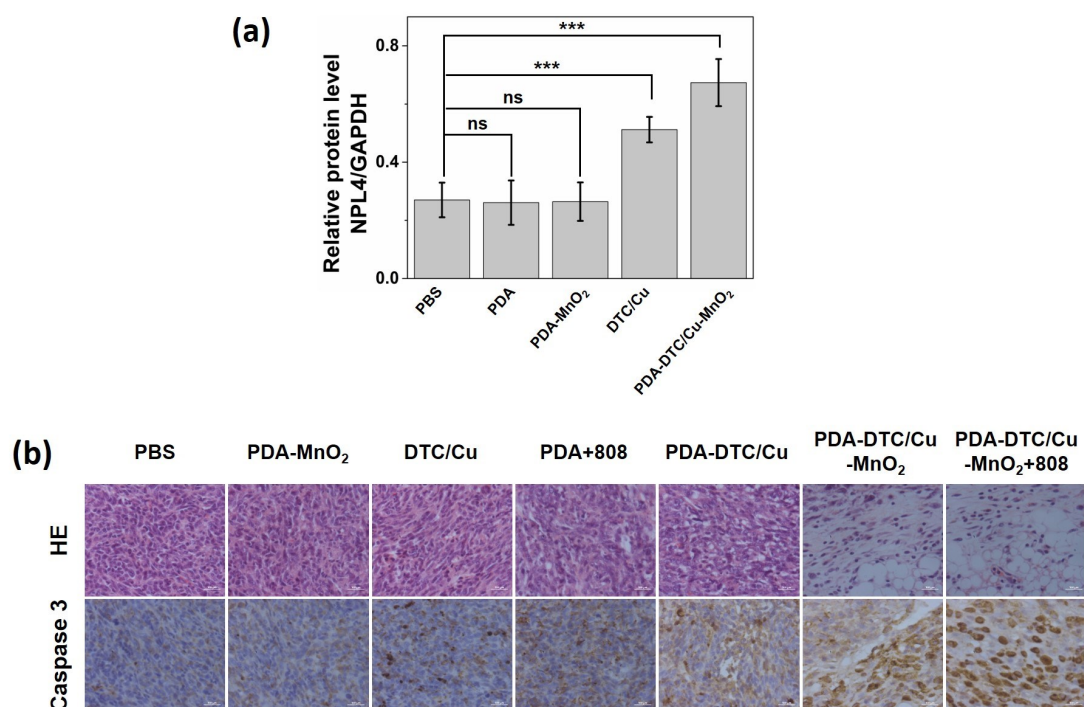 (a)
***
***
ns
ns
0.8
0.4
0.0
Relative protein level
NPL4/GAPDH
PBS
PDA
PDA-MnO₂
DTC/Cu
PDA-DTC/Cu-MnO₂
(b)
PBS
PDA-MnO₂
DTC/Cu
PDA+808
PDA-DTC/Cu
PDA-DTC/Cu
-MnO₂
PDA-DTC/Cu
-MnO₂+808
HE
Caspase 3